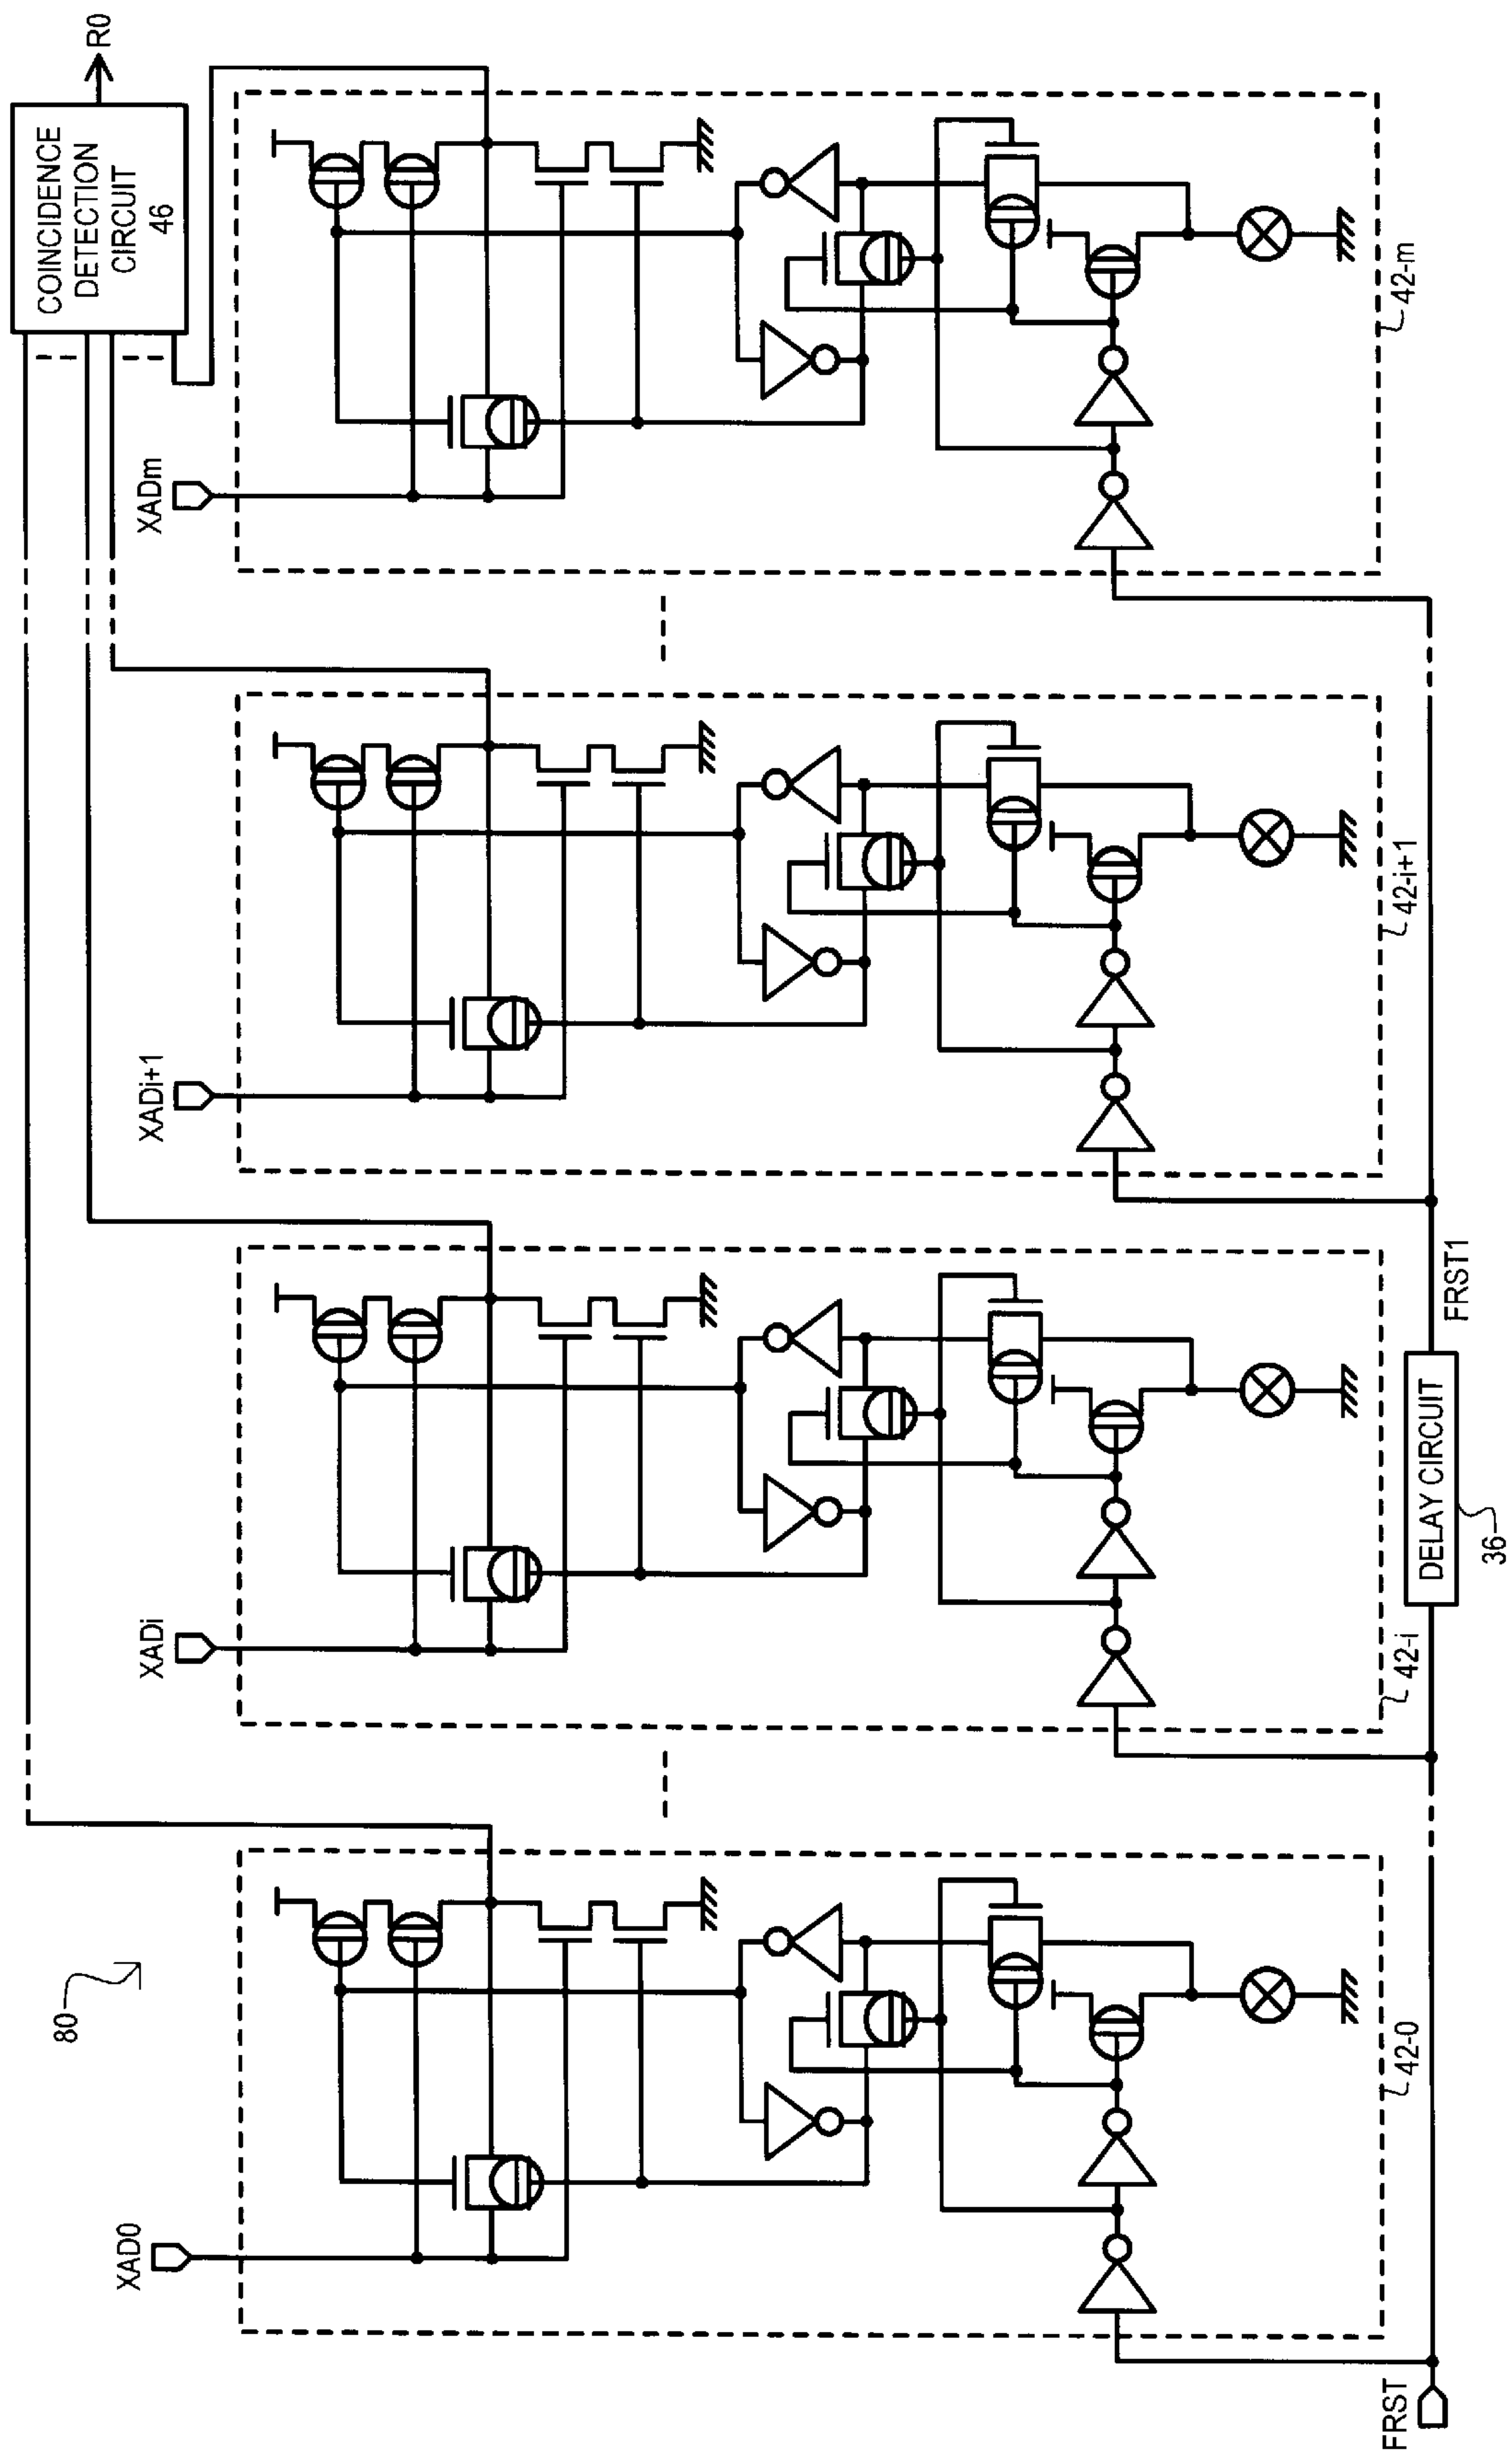 COINCIDENCE
DETECTION
CIRCUIT
46
R0
XADm
42-m
XADi+1
42-i+1
FRST1
XADi
42-i
DELAY CIRCUIT
36
80
XAD0
42-0
FRST